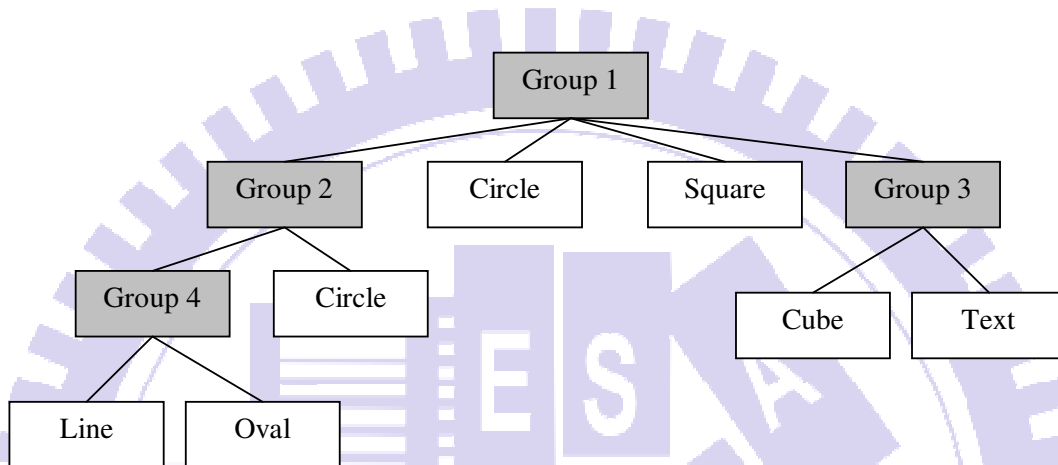 Group 1
Group 2
Circle
Square
Group 3
Group 4
Circle
Cube
Text
Line
Oval
E S A